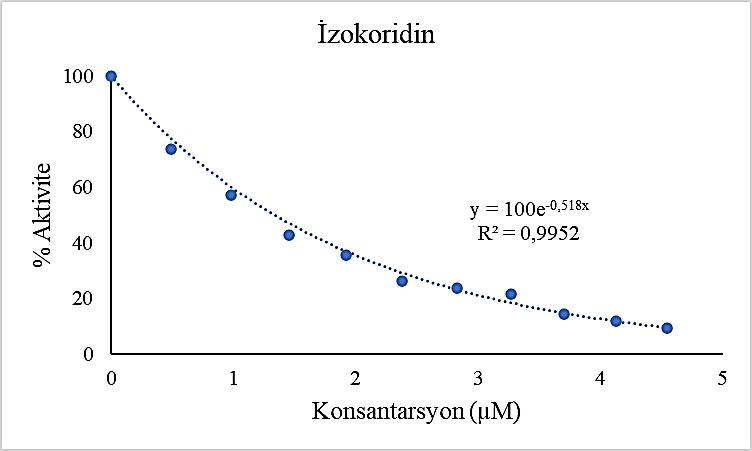 İzokoridin
100
80
60
40
20
0
% Aktivite
y = 100e-0,518x
R² = 0,9952
0 1 2 3 4 5
Konsantarsyon (µM)